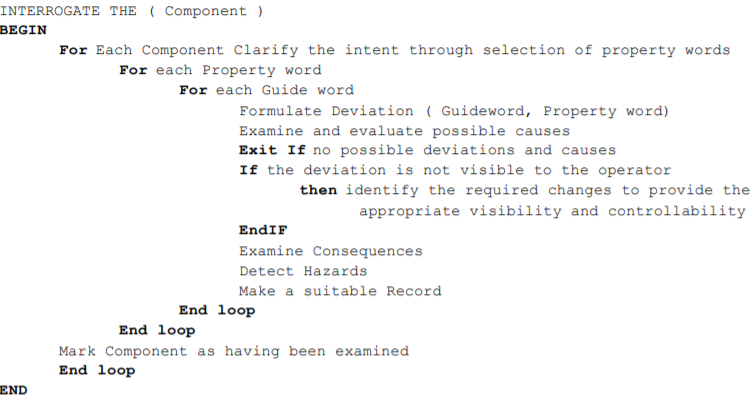 INTERROGATE THE ( Component )
BEGIN
For Each Component Clarify the intent through selection of property words
For each Property word
For each Guide word
Formulate Deviation ( Guideword, Property word)
Examine and evaluate possible causes
Exit If no possible deviations and causes
If the deviation is not visible to the operator
then identify the required changes to provide the
appropriate visibility and controllability
EndIF
Examine Consequences
Detect Hazards
Make a suitable Record
End loop
End loop
Mark Component as having been examined
End loop
END